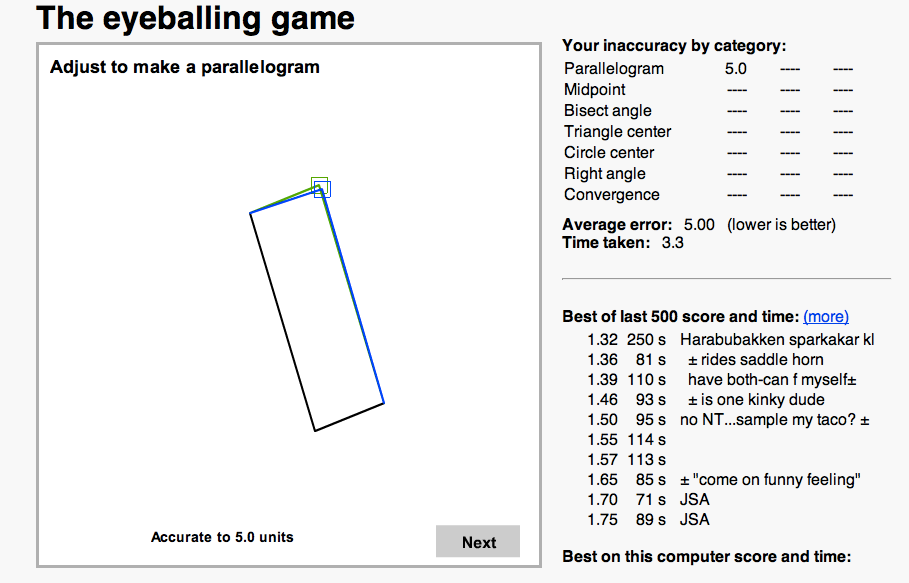 The eyeballing game
Adjust to make a parallelogram
Accurate to 5.0 units
Next
Your inaccuracy by category:
Parallelogram 5.0 ---- ----
Midpoint ---- ---- ----
Bisect angle ---- ---- ----
Triangle center ---- ---- ----
Circle center ---- ---- ----
Right angle ---- ---- ----
Convergence ---- ---- ----
Average error: 5.00 (lower is better)
Time taken: 3.3
Best of last 500 score and time: (more)
1.32 250 s Harabubakken sparkakar kl
1.36 81 s ± rides saddle horn
1.39 110 s have both-can f myself±
1.46 93 s ± is one kinky dude
1.50 95 s no NT...sample my taco? ±
1.55 114 s
1.57 113 s
1.65 85 s ± "come on funny feeling"
1.70 71 s JSA
1.75 89 s JSA
Best on this computer score and time: